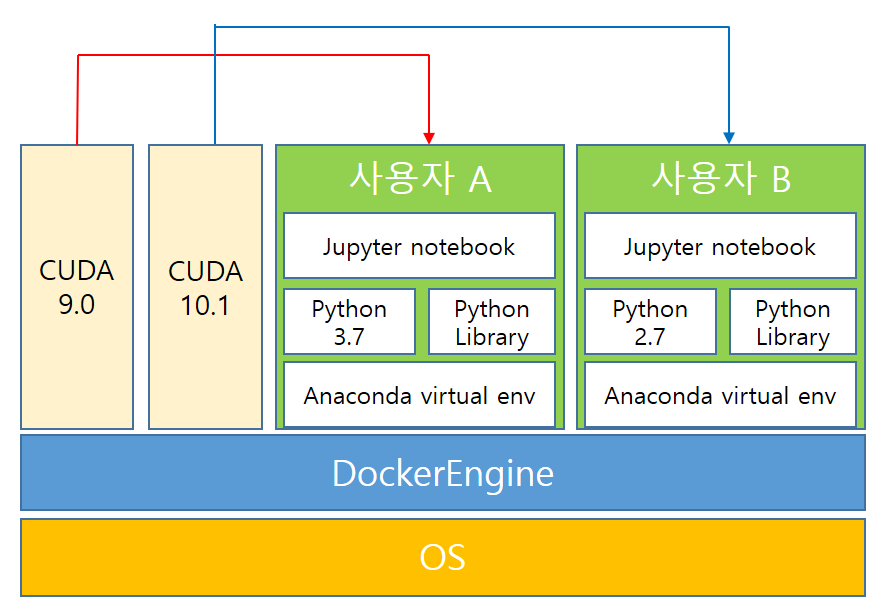 CUDA
9.0
CUDA
10.1
사용자 A
Jupyter notebook
Python
3.7
Python
Library
Anaconda virtual env
사용자 B
Jupyter notebook
Python
2.7
Python
Library
Anaconda virtual env
DockerEngine
OS